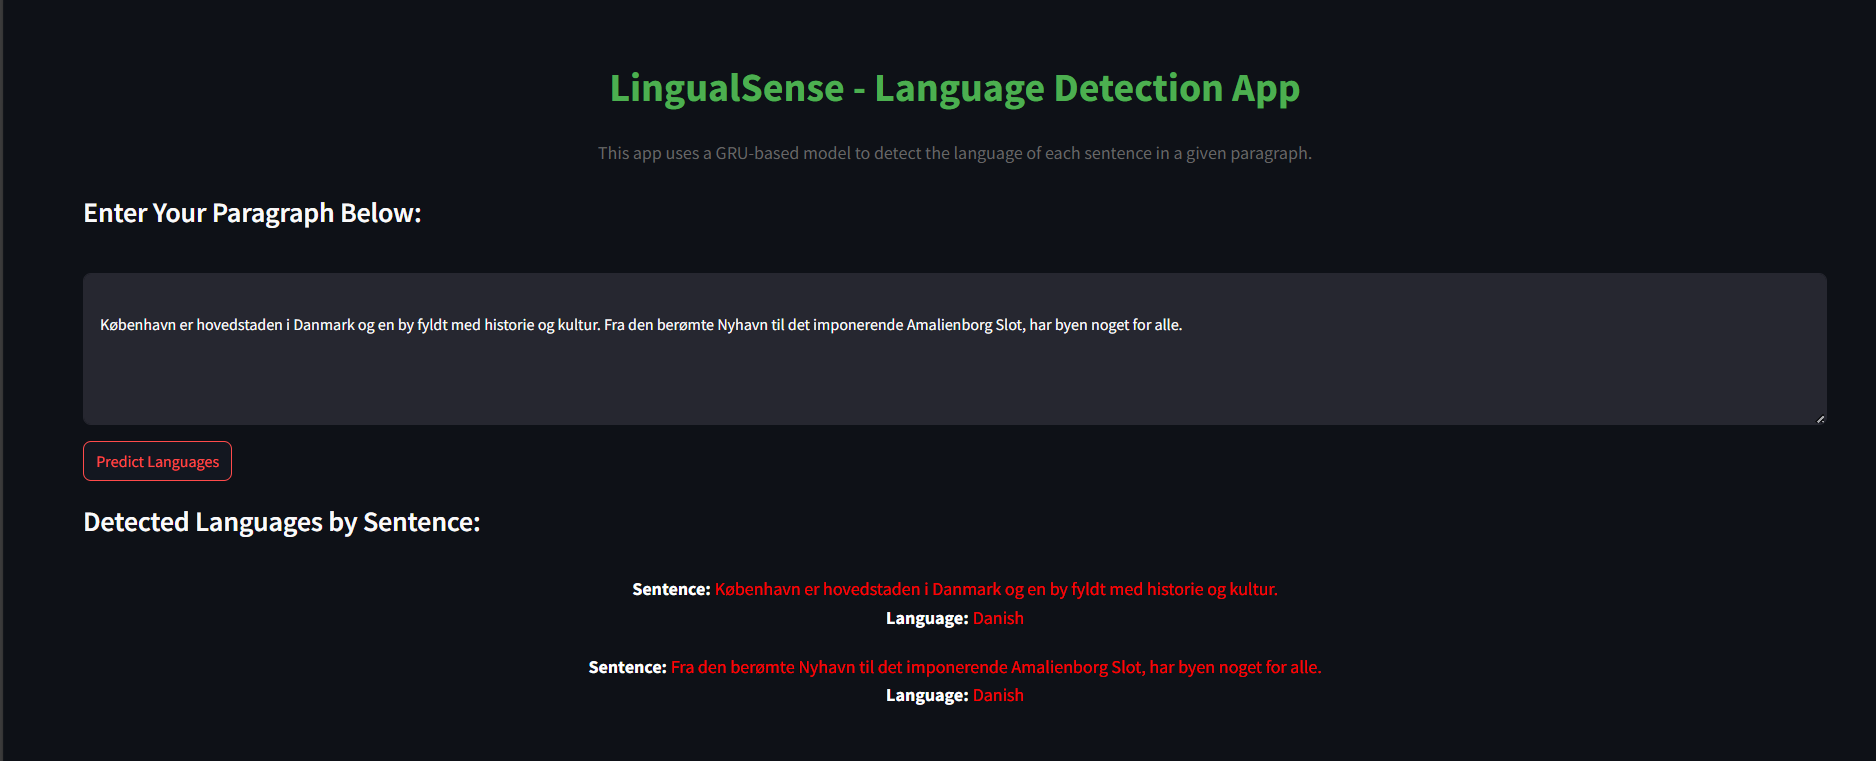 LingualSense - Language Detection App
This app uses a GRU-based model to detect the language of each sentence in a given paragraph.
Enter Your Paragraph Below:
København er hovedstaden i Danmark og en by fyldt med historie og kultur. Fra den berømte Nyhavn til det imponerende Amalienborg Slot, har byen noget for alle.
Predict Languages
Detected Languages by Sentence:
Sentence: København er hovedstaden i Danmark og en by fyldt med historie og kultur.
Language: Danish
Sentence: Fra den berømte Nyhavn til det imponerende Amalienborg Slot, har byen noget for alle.
Language: Danish